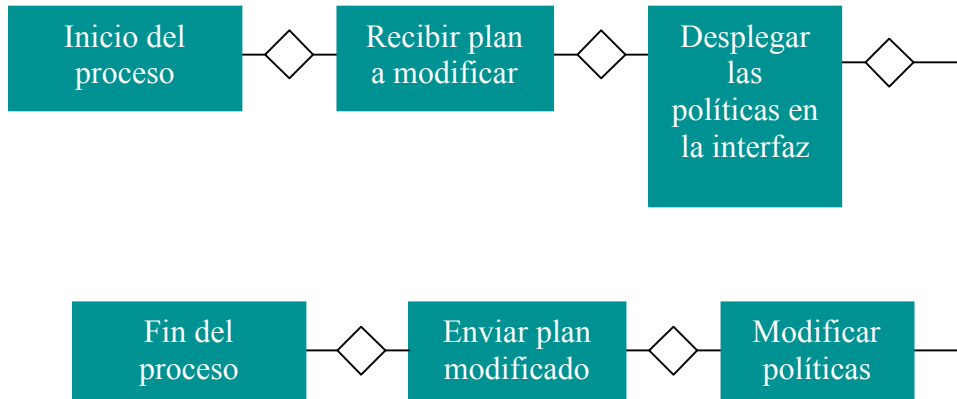 Inicio del
proceso
Recibir plan
a modificar
Desplegar
las
políticas en
la interfaz
Fin del
proceso
Enviar plan
modificado
Modificar
políticas